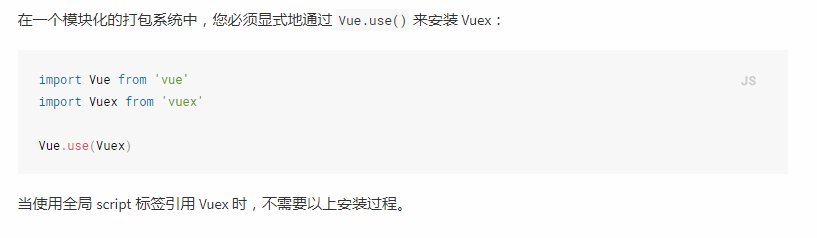 在一个模块化的打包系统中，您必须显式地通过 Vue.use() 来安装 Vuex：
JS
import Vue from 'vue'
import Vuex from 'vuex'
Vue.use(Vuex)
当使用全局 script 标签引用 Vuex 时，不需要以上安装过程。